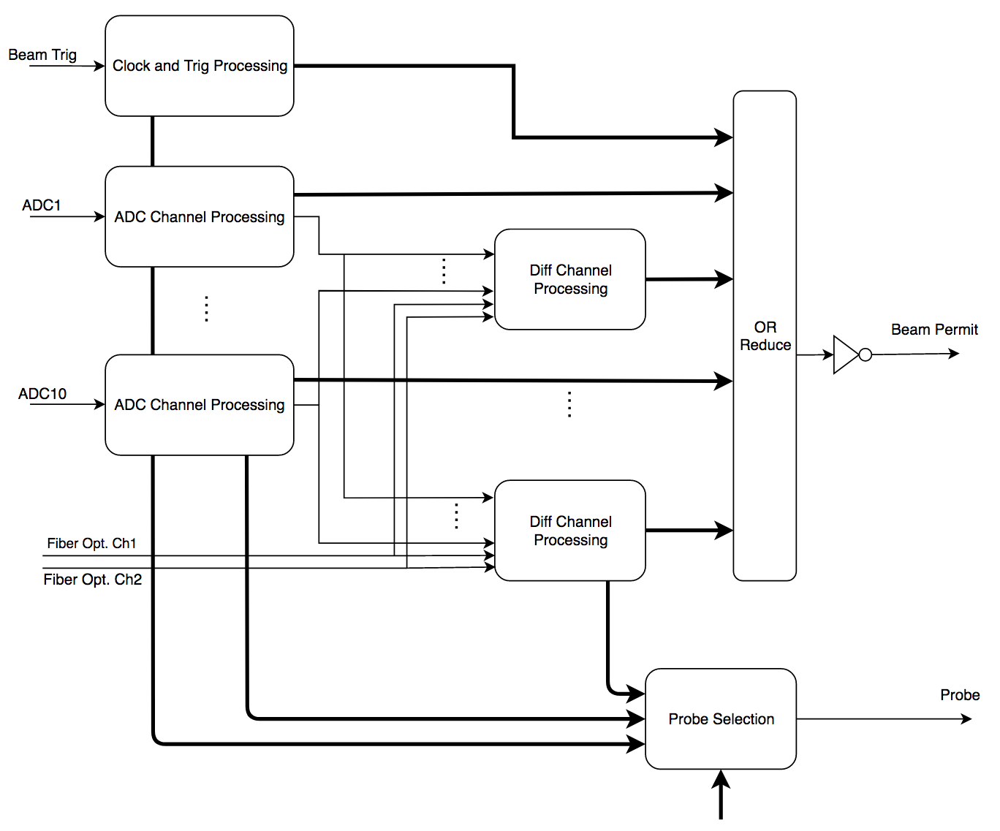 Beam Trig
Clock and Trig Processing
ADC1
ADC Channel Processing
Diff Channel
Processing
OR
Reduce
Beam Permit
ADC10
ADC Channel Processing
Diff Channel
Processing
Fiber Opt. Ch1
Fiber Opt. Ch2
Probe Selection
Probe